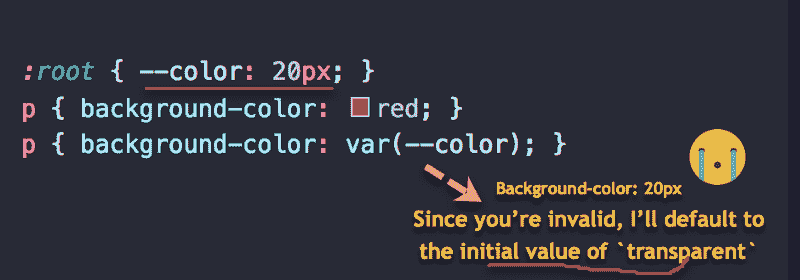 :root { --color: 20px; }
p { background-color: red; }
p { background-color: var(--color); }
Background-color: 20px
Since you're invalid, I'll default to
the initial value of `transparent`